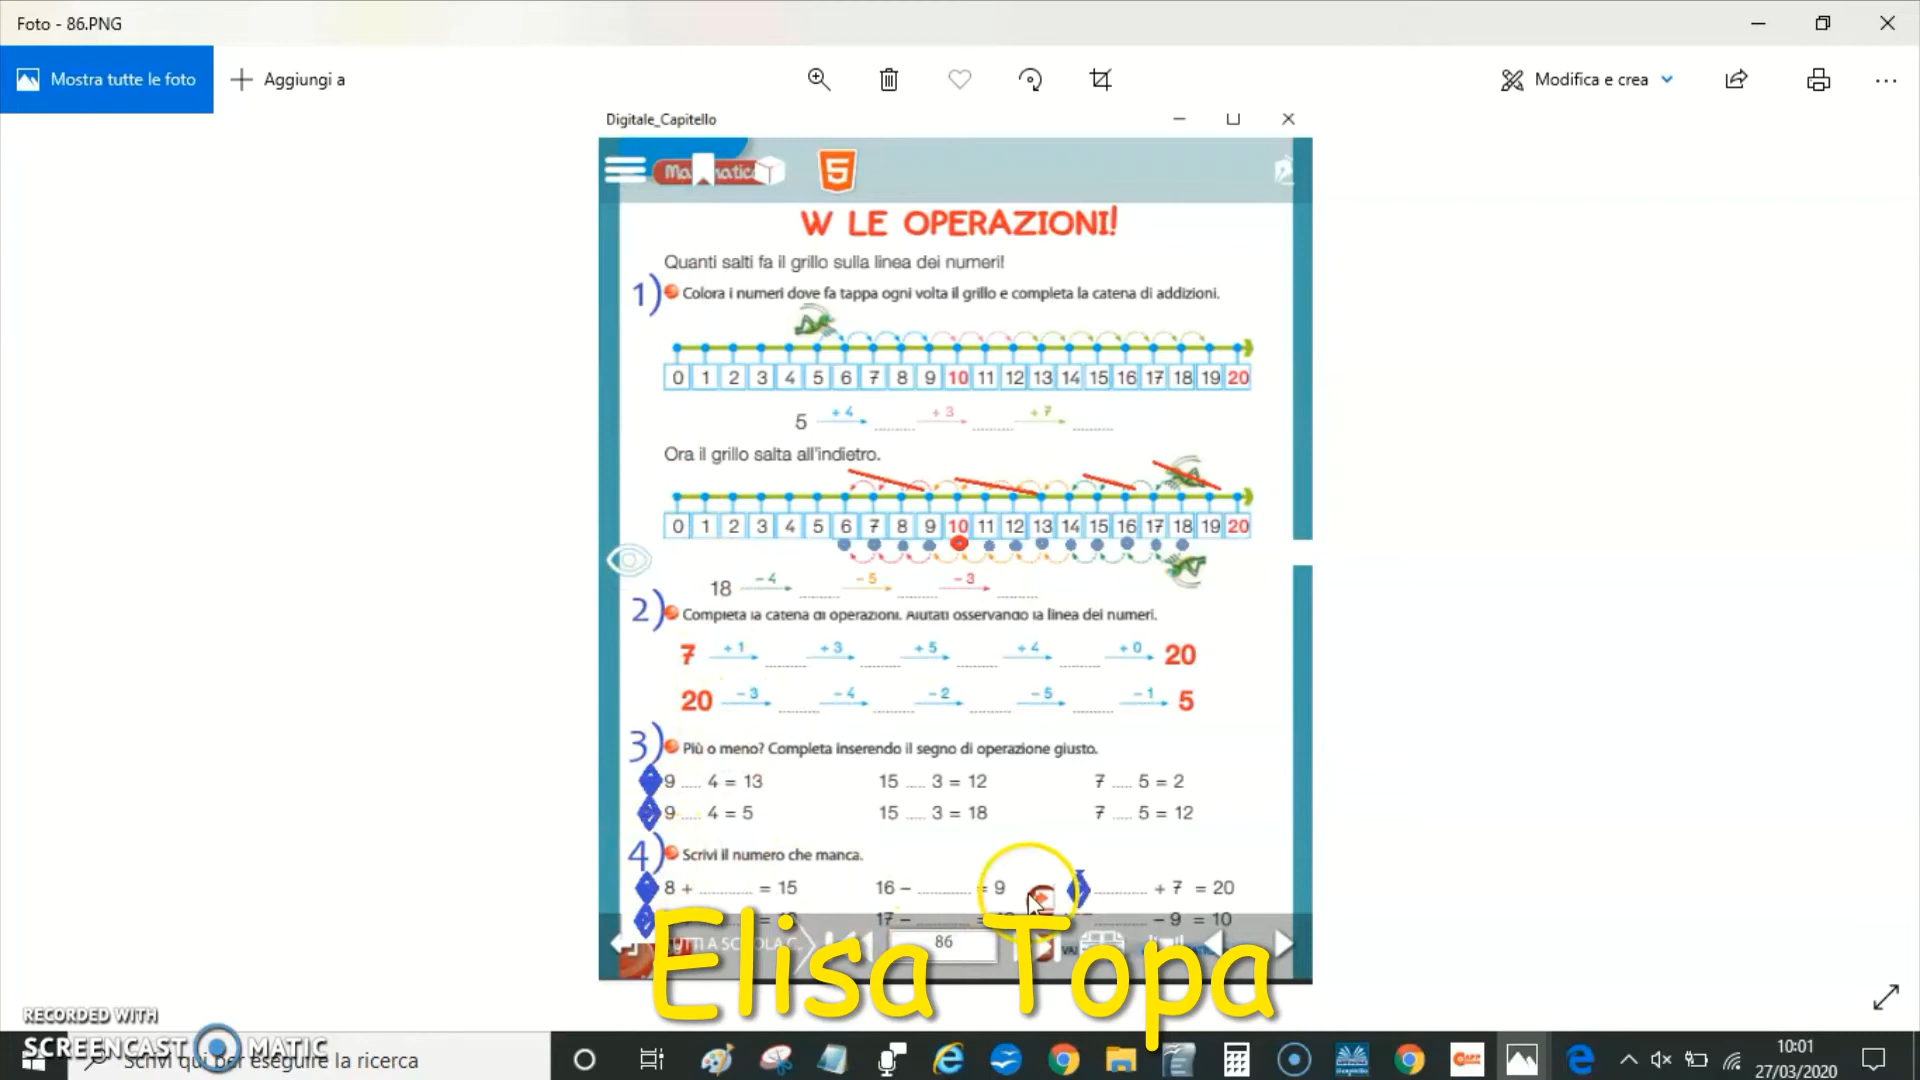 Foto - 86.PNG
Mostra tutte le foto
Aggiungi a
Modifica e crea
Digitale_Capitello
5
W LE OPERAZIONI!
Quanti salti fa il grillo sulla linea dei numeri!
1) Colora i numeri dove fa tappa ogni volta il grillo e completa la catena di addizioni.
0 1 2 3 4 5 6 7 8 9 10 11 12 13 14 15 16 17 18 19 20
5 + 4 ........ + 3 ........ + 7 ........
Ora il grillo salta all'indietro.
0 1 2 3 4 5 6 7 8 9 10 11 12 13 14 15 16 17 18 19 20
18 - 4 ........ - 5 ........ - 3 ........
2) Completa la catena di operazioni. Aiutati osservando la linea dei numeri.
7 + 1 ........ + 3 ........ + 5 ........ + 4 ........ + 0 20
20 - 3 ........ - 4 ........ - 2 ........ - 5 ........ - 1 5
3) Più o meno? Completa inserendo il segno di operazione giusto.
9 ..... 4 = 13 15 ..... 3 = 12 7 ..... 5 = 2
9 ..... 4 = 5 15 ..... 3 = 18 7 ..... 5 = 12
4) Scrivi il numero che manca.
8 + ........... = 15 16 - ........... = 9 ........... + 7 = 20
17 - ........... = ........... - 9 = 10
86
Elisa Topa
RECORDED WITH
SCREENCAST MATIC
Scrivi qui per eseguire la ricerca
10:01
27/03/2020